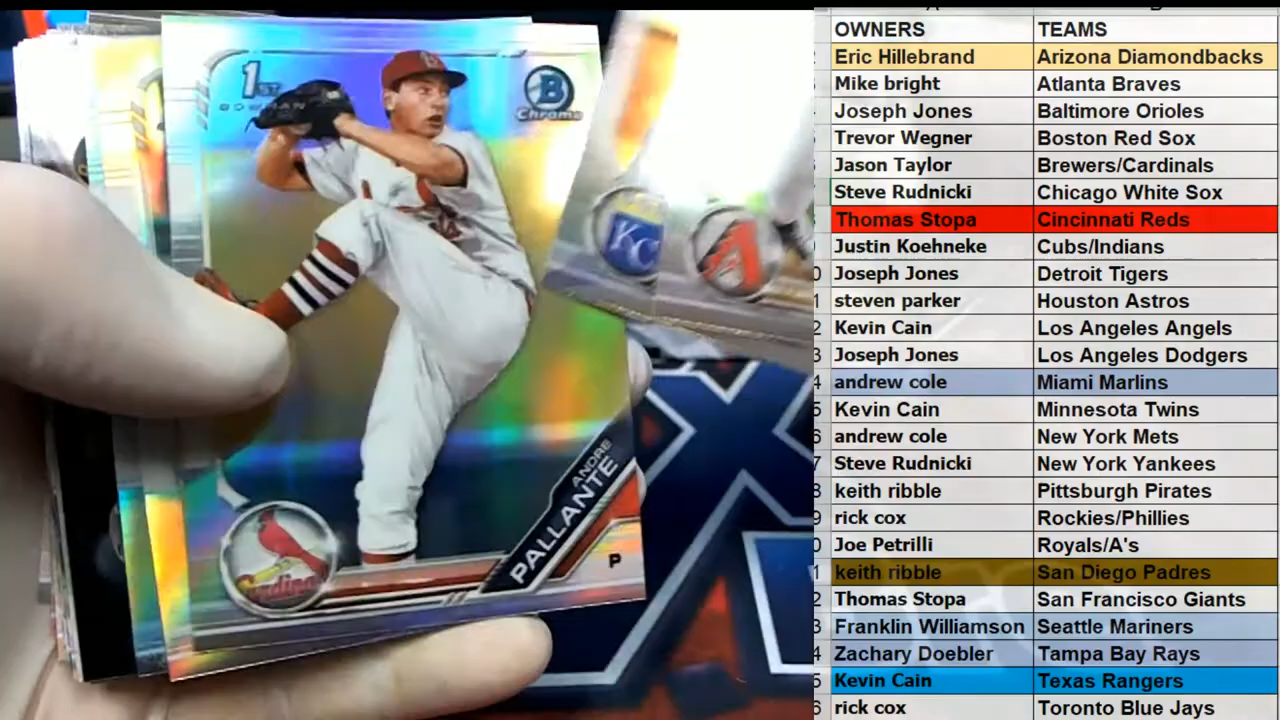 1ST
BOWMAN
B
Chrome
KC
A
ANDRE
PALLANTE
P
OWNERS TEAMS
Eric Hillebrand Arizona Diamondbacks
Mike bright Atlanta Braves
Joseph Jones Baltimore Orioles
Trevor Wegner Boston Red Sox
Jason Taylor Brewers/Cardinals
Steve Rudnicki Chicago White Sox
Thomas Stopa Cincinnati Reds
Justin Koehneke Cubs/Indians
Joseph Jones Detroit Tigers
steven parker Houston Astros
Kevin Cain Los Angeles Angels
Joseph Jones Los Angeles Dodgers
andrew cole Miami Marlins
Kevin Cain Minnesota Twins
andrew cole New York Mets
Steve Rudnicki New York Yankees
keith ribble Pittsburgh Pirates
rick cox Rockies/Phillies
Joe Petrilli Royals/A's
keith ribble San Diego Padres
Thomas Stopa San Francisco Giants
Franklin Williamson Seattle Mariners
Zachary Doebler Tampa Bay Rays
Kevin Cain Texas Rangers
rick cox Toronto Blue Jays